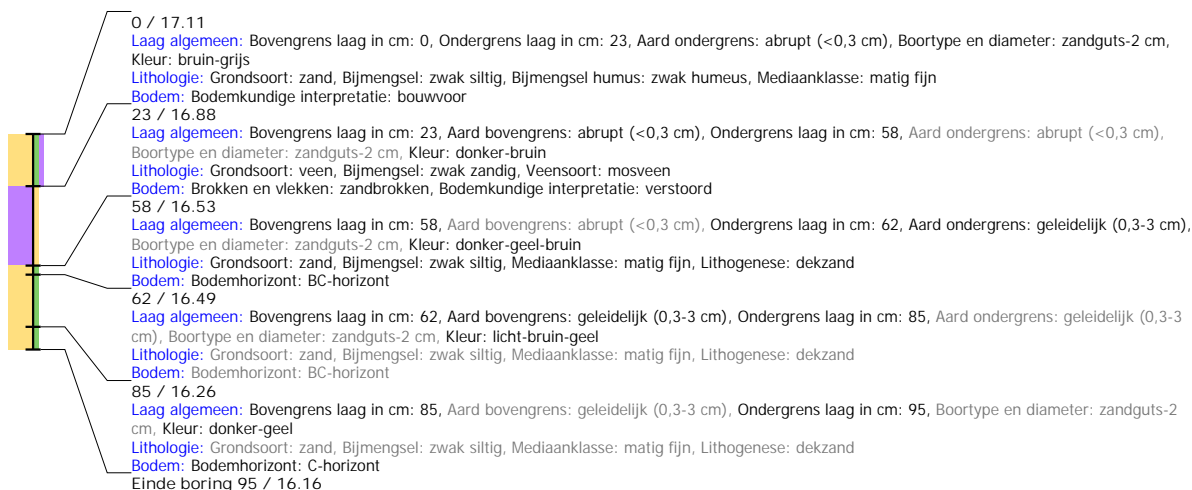 0 / 17.11
Laag algemeen: Bovengrens laag in cm: 0, Ondergrens laag in cm: 23, Aard ondergrens: abrupt (<0,3 cm), Boortype en diameter: zandguts-2 cm,
Kleur: bruin-grijs
Lithologie: Grondsoort: zand, Bijmengsel: zwak siltig, Bijmengsel humus: zwak humeus, Mediaanklasse: matig fijn
Bodem: Bodemkundige interpretatie: bouwvoor
23 / 16.88
Laag algemeen: Bovengrens laag in cm: 23, Aard bovengrens: abrupt (<0,3 cm), Ondergrens laag in cm: 58, Aard ondergrens: abrupt (<0,3 cm),
Boortype en diameter: zandguts-2 cm, Kleur: donker-bruin
Lithologie: Grondsoort: veen, Bijmengsel: zwak zandig, Veensoort: mosveen
Bodem: Brokken en vlekken: zandbrokken, Bodemkundige interpretatie: verstoord
58 / 16.53
Laag algemeen: Bovengrens laag in cm: 58, Aard bovengrens: abrupt (<0,3 cm), Ondergrens laag in cm: 62, Aard ondergrens: geleidelijk (0,3-3 cm),
Boortype en diameter: zandguts-2 cm, Kleur: donker-geel-bruin
Lithologie: Grondsoort: zand, Bijmengsel: zwak siltig, Mediaanklasse: matig fijn, Lithogenese: dekzand
Bodem: Bodemhorizont: BC-horizont
62 / 16.49
Laag algemeen: Bovengrens laag in cm: 62, Aard bovengrens: geleidelijk (0,3-3 cm), Ondergrens laag in cm: 85, Aard ondergrens: geleidelijk (0,3-3
cm), Boortype en diameter: zandguts-2 cm, Kleur: licht-bruin-geel
Lithologie: Grondsoort: zand, Bijmengsel: zwak siltig, Mediaanklasse: matig fijn, Lithogenese: dekzand
Bodem: Bodemhorizont: BC-horizont
85 / 16.26
Laag algemeen: Bovengrens laag in cm: 85, Aard bovengrens: geleidelijk (0,3-3 cm), Ondergrens laag in cm: 95, Boortype en diameter: zandguts-2
cm, Kleur: donker-geel
Lithologie: Grondsoort: zand, Bijmengsel: zwak siltig, Mediaanklasse: matig fijn, Lithogenese: dekzand
Bodem: Bodemhorizont: C-horizont
Einde boring 95 / 16.16